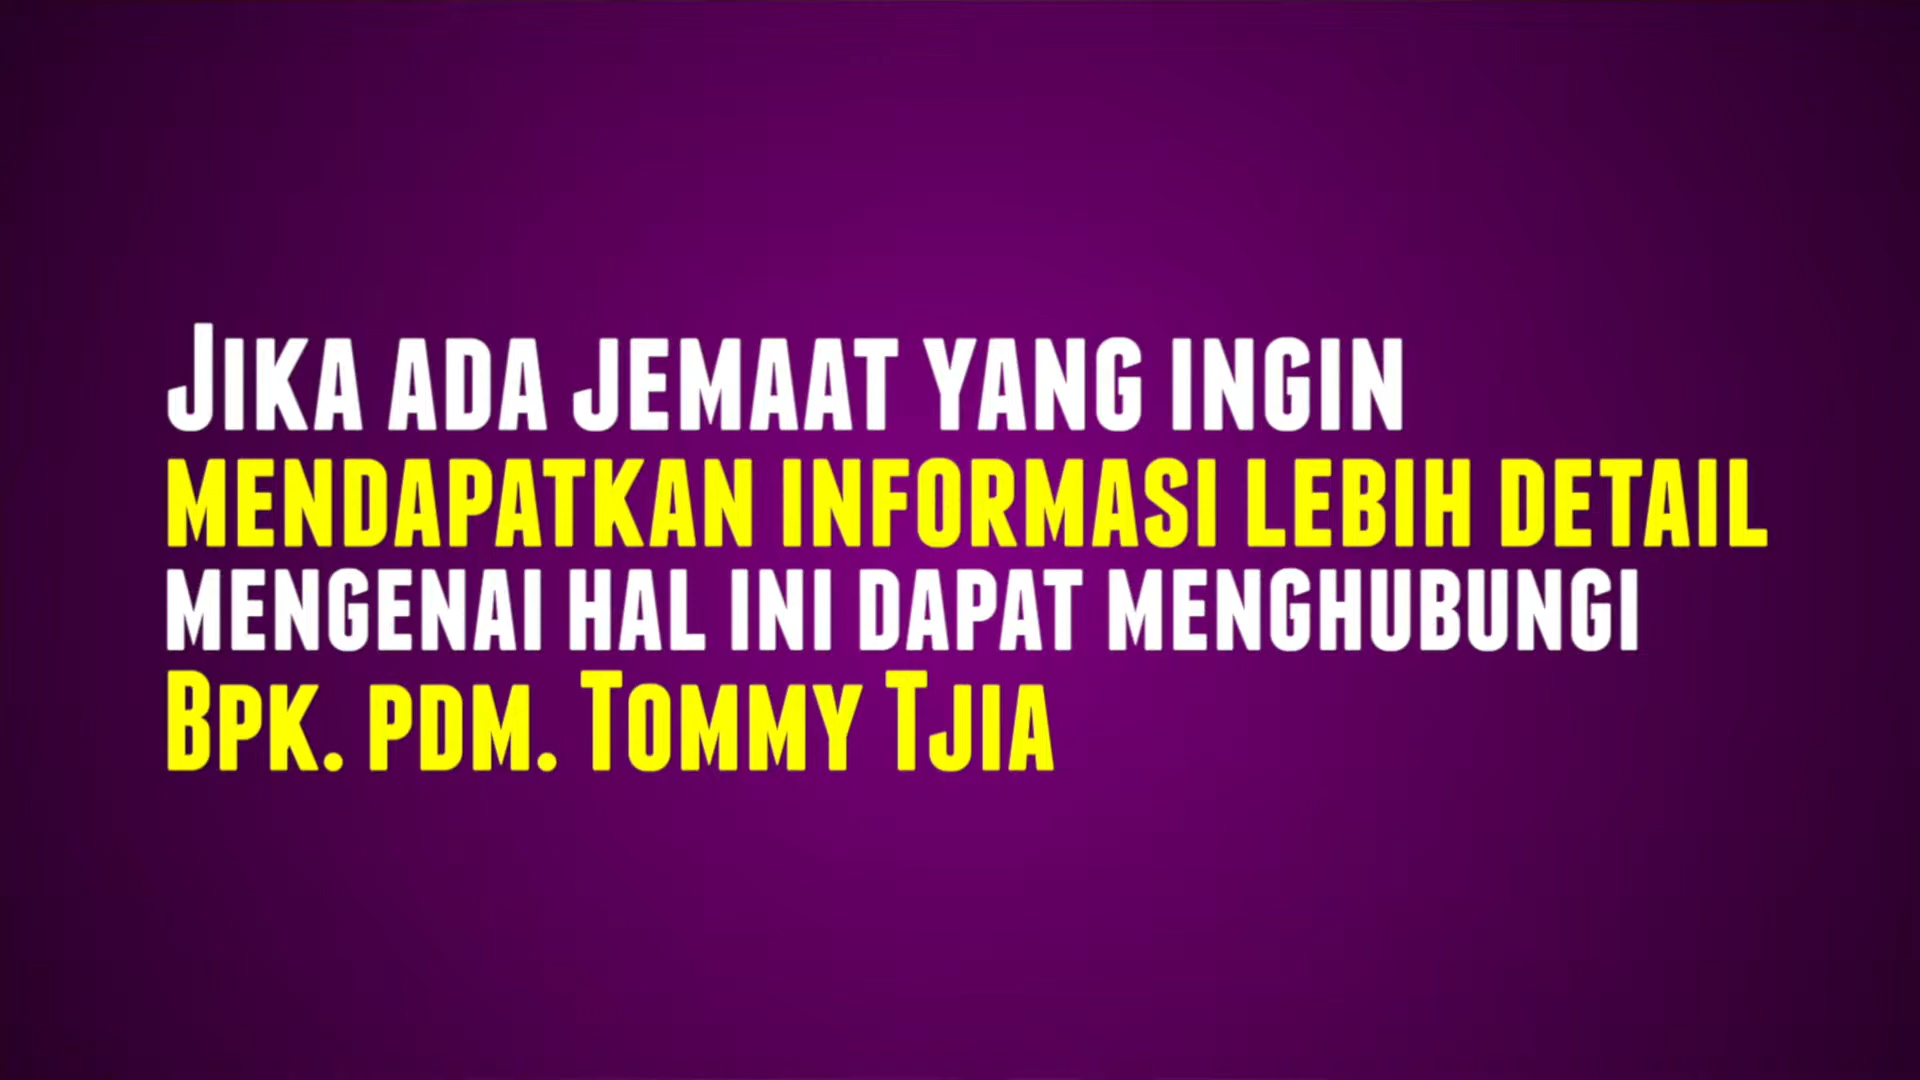 Jika ada jemaat yang ingin
mendapatkan informasi lebih detail
mengenai hal ini dapat menghubungi
Bpk. pdm. Tommy Tjia